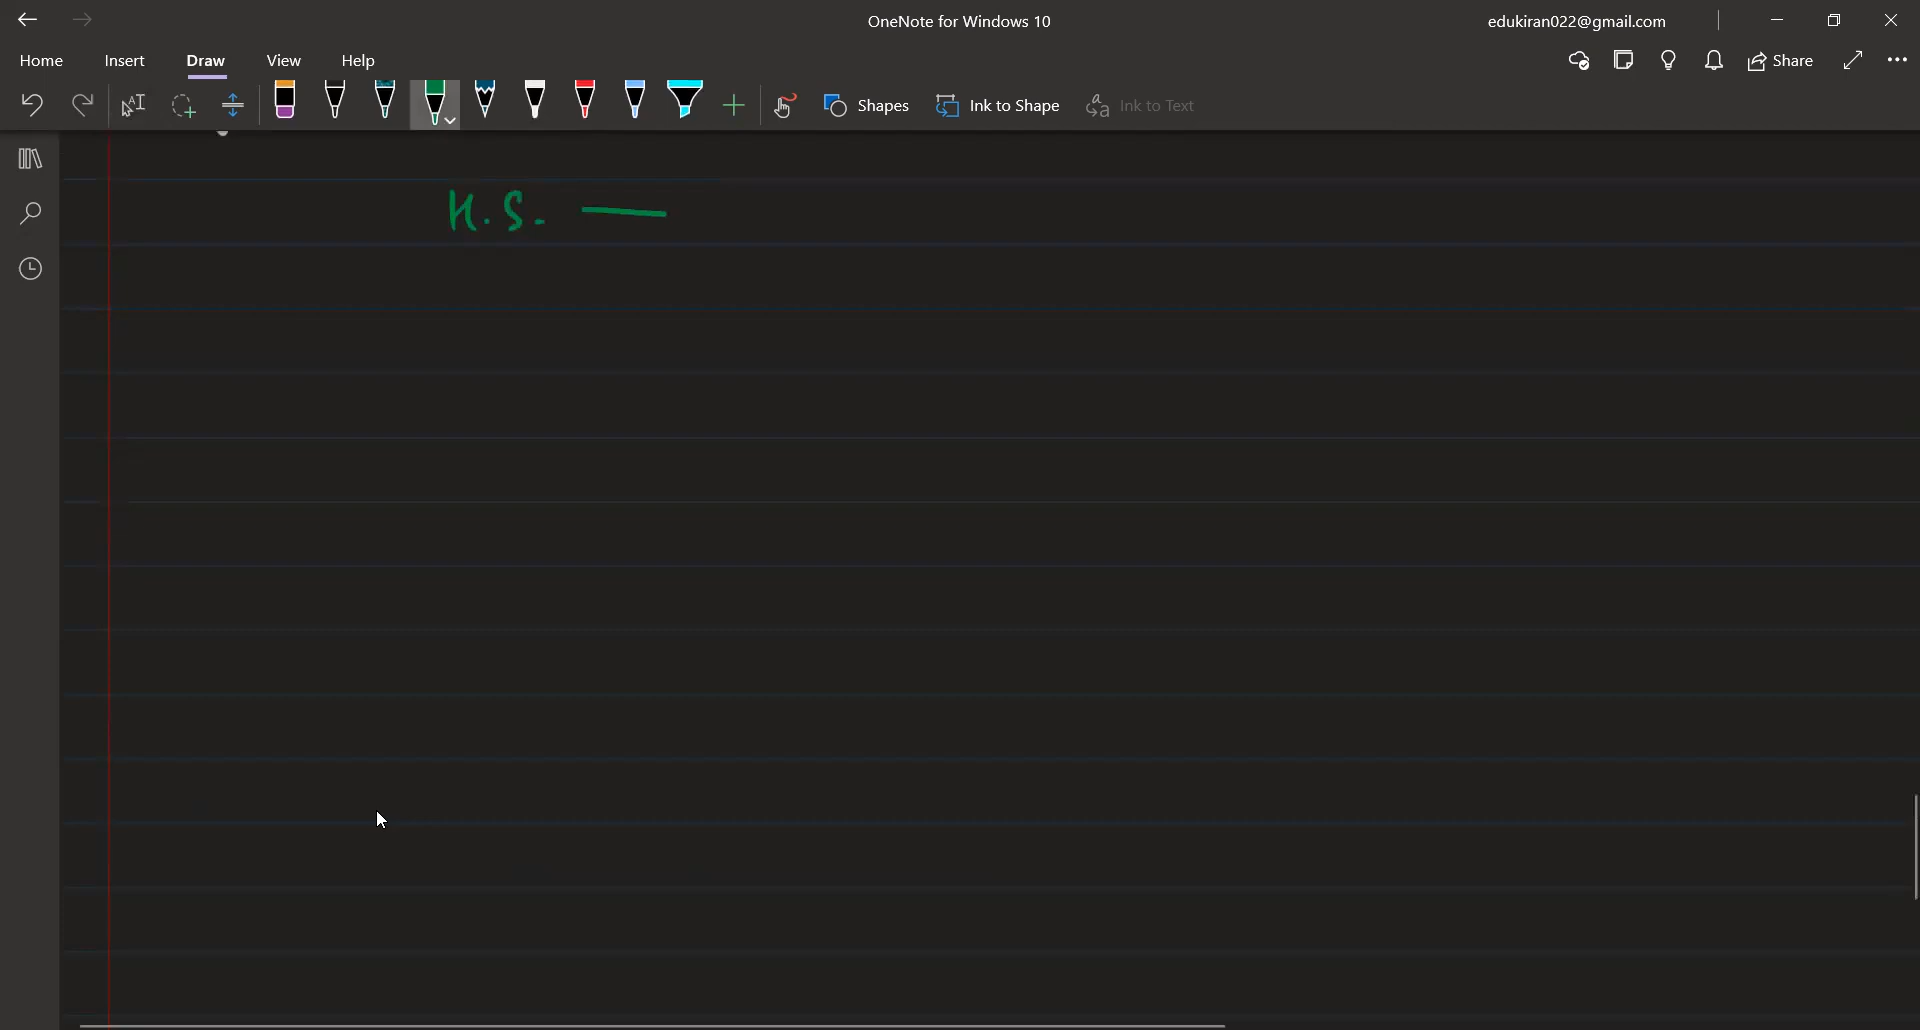 OneNote for Windows 10
edukiran022@gmail.com
Home Insert Draw View Help
Share
Shapes Ink to Shape Ink to Text
H.S. —